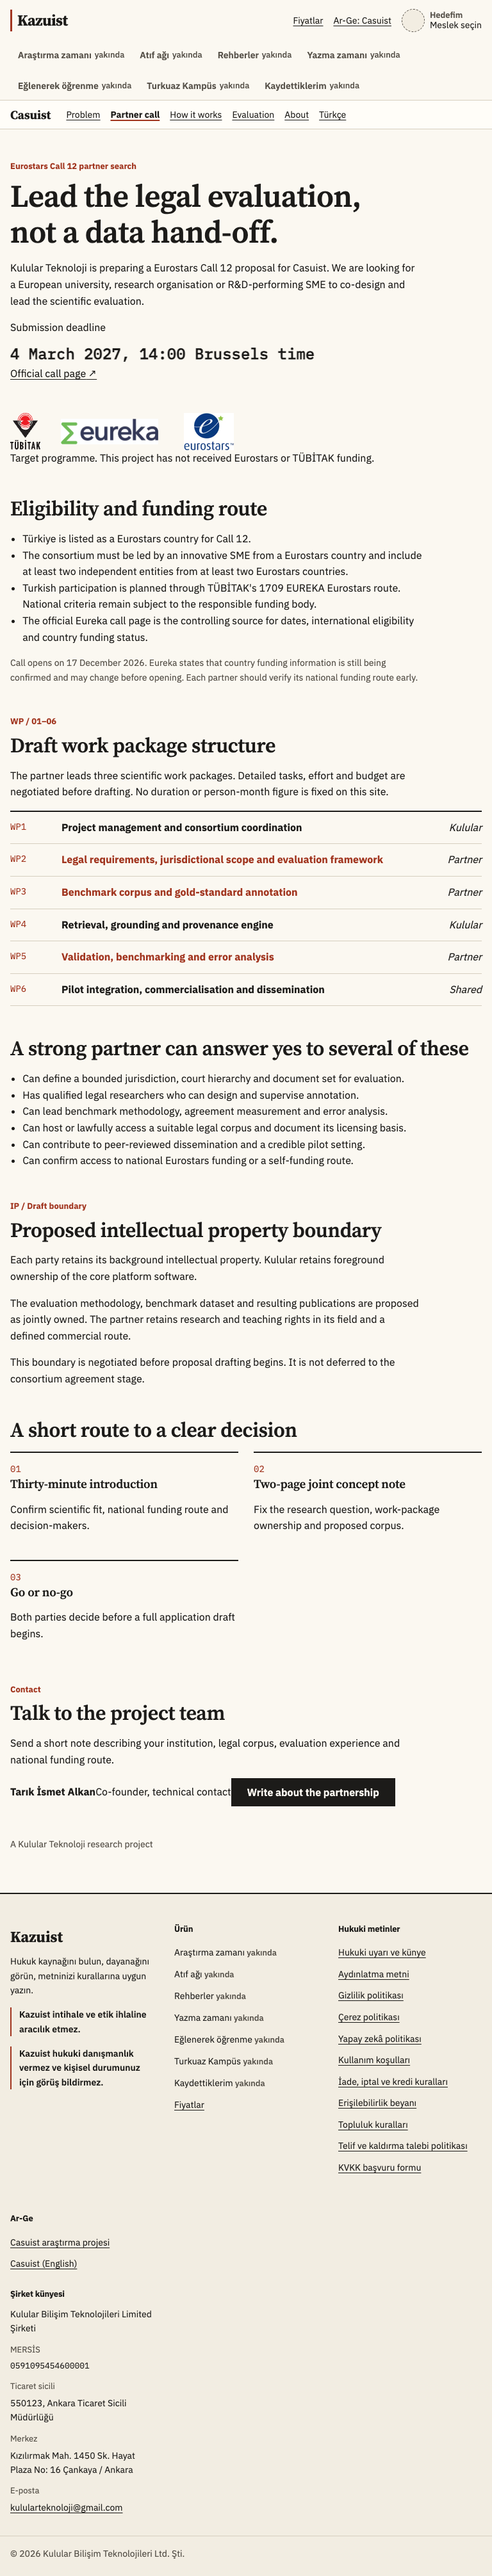 Kazuist
Fiyatlar Ar-Ge: Casuist Hedefim
Meslek seçin
Araştırma zamanı yakında Atıf ağı yakında Rehberler yakında Yazma zamanı yakında
Eğlenerek öğrenme yakında Turkuaz Kampüs yakında Kaydettiklerim yakında
Casuist Problem Partner call How it works Evaluation About Türkçe
Eurostars Call 12 partner search
Lead the legal evaluation,
not a data hand-off.
Kulular Teknoloji is preparing a Eurostars Call 12 proposal for Casuist. We are looking for
a European university, research organisation or R&D-performing SME to co-design and
lead the scientific evaluation.
Submission deadline
4 March 2027, 14:00 Brussels time
Official call page ↗
TÜBİTAK eureka eurostars™
Target programme. This project has not received Eurostars or TÜBİTAK funding.
Eligibility and funding route
• Türkiye is listed as a Eurostars country for Call 12.
• The consortium must be led by an innovative SME from a Eurostars country and include
at least two independent entities from at least two Eurostars countries.
• Turkish participation is planned through TÜBİTAK's 1709 EUREKA Eurostars route.
National criteria remain subject to the responsible funding body.
• The official Eureka call page is the controlling source for dates, international eligibility
and country funding status.
Call opens on 17 December 2026. Eureka states that country funding information is still being
confirmed and may change before opening. Each partner should verify its national funding route early.
WP / 01–06
Draft work package structure
The partner leads three scientific work packages. Detailed tasks, effort and budget are
negotiated before drafting. No duration or person-month figure is fixed on this site.
WP1 Project management and consortium coordination Kulular
WP2 Legal requirements, jurisdictional scope and evaluation framework Partner
WP3 Benchmark corpus and gold-standard annotation Partner
WP4 Retrieval, grounding and provenance engine Kulular
WP5 Validation, benchmarking and error analysis Partner
WP6 Pilot integration, commercialisation and dissemination Shared
A strong partner can answer yes to several of these
• Can define a bounded jurisdiction, court hierarchy and document set for evaluation.
• Has qualified legal researchers who can design and supervise annotation.
• Can lead benchmark methodology, agreement measurement and error analysis.
• Can host or lawfully access a suitable legal corpus and document its licensing basis.
• Can contribute to peer-reviewed dissemination and a credible pilot setting.
• Can confirm access to national Eurostars funding or a self-funding route.
IP / Draft boundary
Proposed intellectual property boundary
Each party retains its background intellectual property. Kulular retains foreground
ownership of the core platform software.
The evaluation methodology, benchmark dataset and resulting publications are proposed
as jointly owned. The partner retains research and teaching rights in its field and a
defined commercial route.
This boundary is negotiated before proposal drafting begins. It is not deferred to the
consortium agreement stage.
A short route to a clear decision
01
Thirty-minute introduction
Confirm scientific fit, national funding route and
decision-makers.
02
Two-page joint concept note
Fix the research question, work-package
ownership and proposed corpus.
03
Go or no-go
Both parties decide before a full application draft
begins.
Contact
Talk to the project team
Send a short note describing your institution, legal corpus, evaluation experience and
national funding route.
Tarık İsmet AlkanCo-founder, technical contact Write about the partnership
A Kulular Teknoloji research project
Kazuist
Hukuk kaynağını bulun, dayanağını
görün, metninizi kurallarına uygun
yazın.
Kazuist intihale ve etik ihlaline
aracılık etmez.
Kazuist hukuki danışmanlık
vermez ve kişisel durumunuz
için görüş bildirmez.
Ürün
Araştırma zamanı yakında
Atıf ağı yakında
Rehberler yakında
Yazma zamanı yakında
Eğlenerek öğrenme yakında
Turkuaz Kampüs yakında
Kaydettiklerim yakında
Fiyatlar
Hukuki metinler
Hukuki uyarı ve künye
Aydınlatma metni
Gizlilik politikası
Çerez politikası
Yapay zekâ politikası
Kullanım koşulları
İade, iptal ve kredi kuralları
Erişilebilirlik beyanı
Topluluk kuralları
Telif ve kaldırma talebi politikası
KVKK başvuru formu
Ar-Ge
Casuist araştırma projesi
Casuist (English)
Şirket künyesi
Kulular Bilişim Teknolojileri Limited
Şirketi
MERSİS
0591095454600001
Ticaret sicili
550123, Ankara Ticaret Sicili
Müdürlüğü
Merkez
Kızılırmak Mah. 1450 Sk. Hayat
Plaza No: 16 Çankaya / Ankara
E-posta
kulularteknoloji@gmail.com
© 2026 Kulular Bilişim Teknolojileri Ltd. Şti.